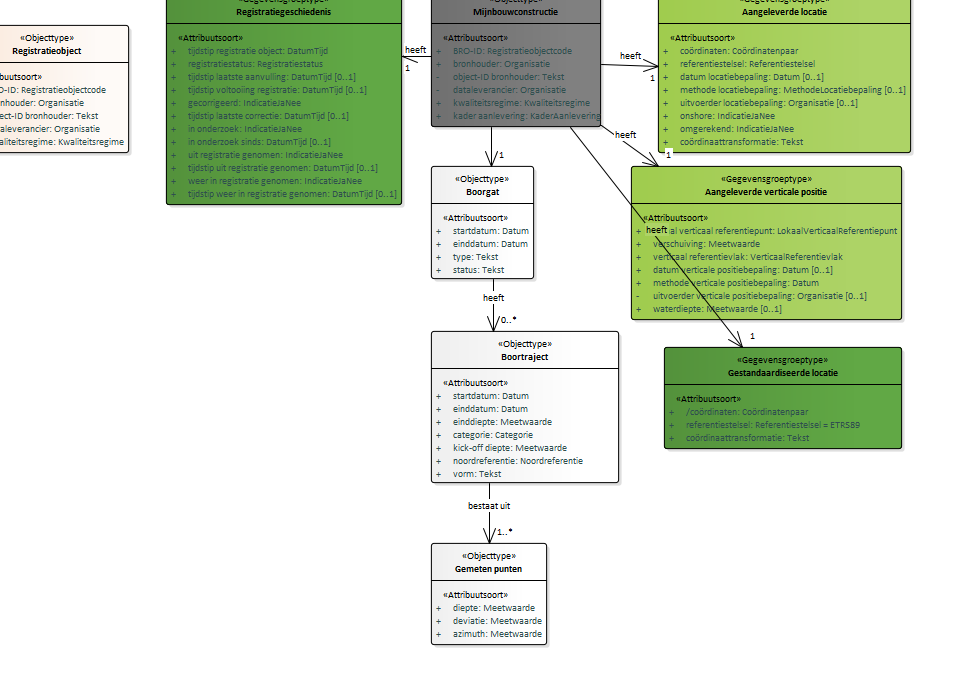 «Objecttype»
Registratieobject
buutsoort»
O-ID: Registratieobjectcode
onhouder: Organisatie
ect-ID bronhouder: Tekst
taleverancier: Organisatie
aliteitsregime: Kwaliteitsregime
«Gegevensgroeptype»
Registratiegeschiedenis
«Attribuutsoort»
+ tijdstip registratie object: DatumTijd
+ registratiestatus: Registratiestatus
+ tijdstip laatste aanvulling: DatumTijd [0..1]
+ tijdstip voltooiing registratie: DatumTijd [0..1]
+ gecorrigeerd: IndicatieJaNee
+ tijdstip laatste correctie: DatumTijd [0..1]
+ in onderzoek: IndicatieJaNee
+ in onderzoek sinds: DatumTijd [0..1]
+ uit registratie genomen: IndicatieJaNee
+ tijdstip uit registratie genomen: DatumTijd [0..1]
+ weer in registratie genomen: IndicatieJaNee
+ tijdstip weer in registratie genomen: DatumTijd [0..1]
heeft
1
«Objecttype»
Mijnbouwconstructie
«Attribuutsoort»
+ BRO-ID: Registratieobjectcode
+ bronhouder: Organisatie
- object-ID bronhouder: Tekst
- dataleverancier: Organisatie
+ kwaliteitsregime: Kwaliteitsregime
+ kader aanlevering: KaderAanlevering
heeft
1
«Gegevensgroeptype»
Aangeleverde locatie
«Attribuutsoort»
+ coördinaten: Coördinatenpaar
+ referentiestelsel: Referentiestelsel
+ datum locatiebepaling: Datum [0..1]
+ methode locatiebepaling: MethodeLocatiebepaling [0..1]
+ uitvoerder locatiebepaling: Organisatie [0..1]
+ onshore: IndicatieJaNee
+ omgerekend: IndicatieJaNee
+ coördinaattransformatie: Tekst
heeft
1
1
«Objecttype»
Boorgat
«Attribuutsoort»
+ startdatum: Datum
+ einddatum: Datum
+ type: Tekst
+ status: Tekst
«Gegevensgroeptype»
Aangeleverde verticale positie
«Attribuutsoort»
+ heeft al verticaal referentiepunt: LokaalVerticaalReferentiepunt
+ verschuiving: Meetwaarde
+ verticaal referentievlak: VerticaalReferentievlak
+ datum verticale positiebepaling: Datum [0..1]
+ methode verticale positiebepaling: Datum
- uitvoerder verticale positiebepaling: Organisatie [0..1]
+ waterdiepte: Meetwaarde [0..1]
heeft
0..*
1
«Objecttype»
Boortraject
«Attribuutsoort»
+ startdatum: Datum
+ einddatum: Datum
+ einddiepte: Meetwaarde
+ categorie: Categorie
+ kick-off diepte: Meetwaarde
+ noordreferentie: Noordreferentie
+ vorm: Tekst
«Gegevensgroeptype»
Gestandaardiseerde locatie
«Attribuutsoort»
+ /coördinaten: Coördinatenpaar
+ referentiestelsel: Referentiestelsel = ETRS89
+ coördinaattransformatie: Tekst
bestaat uit
1..*
«Objecttype»
Gemeten punten
«Attribuutsoort»
+ diepte: Meetwaarde
+ deviatie: Meetwaarde
+ azimuth: Meetwaarde